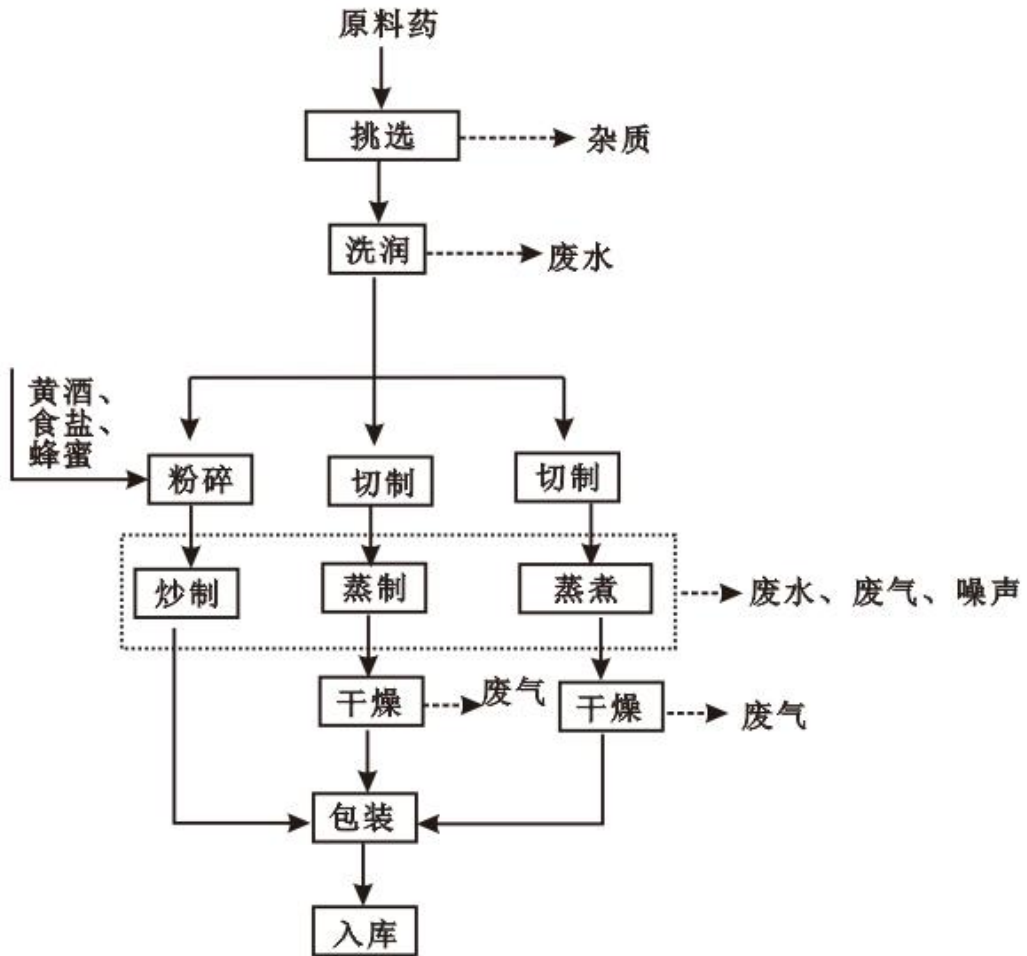 原料药
挑选
杂质
洗润
废水
黄酒、
食盐、
蜂蜜
粉碎
切制
切制
炒制
蒸制
蒸煮
废水、废气、噪声
干燥
废气
干燥
废气
包装
入库